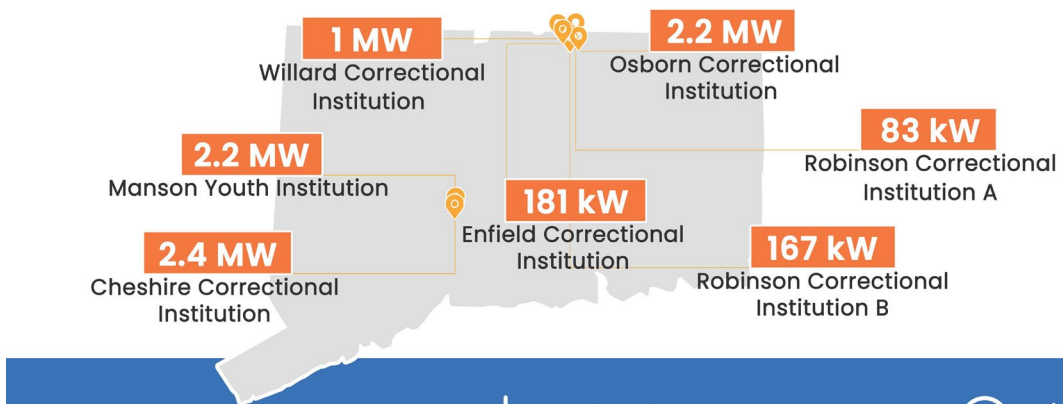 1 MW
Willard Correctional
Institution
2.2 MW
Osborn Correctional
Institution
83 kW
Robinson Correctional
Institution A
2.2 MW
Manson Youth Institution
181 kW
Enfield Correctional
Institution
167 kW
Robinson Correctional
Institution B
2.4 MW
Cheshire Correctional
Institution